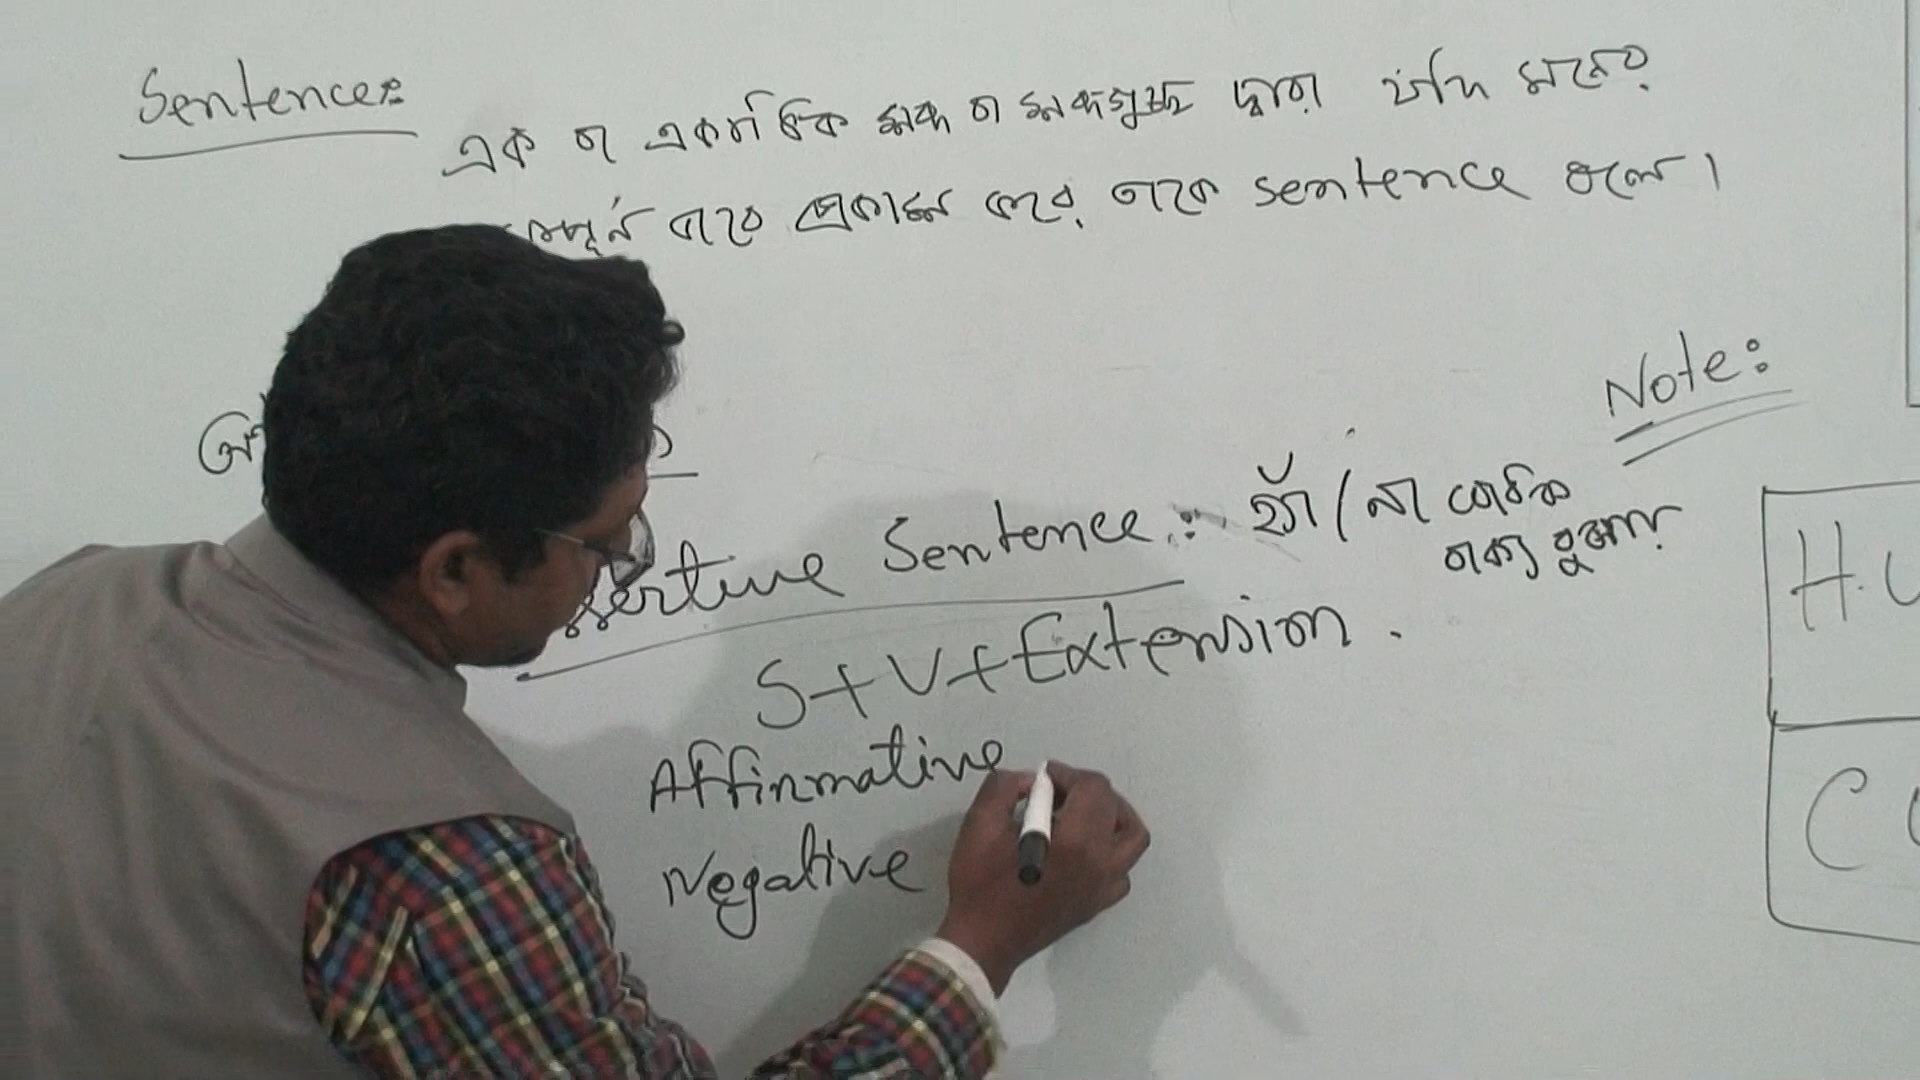 Sentence:
এক বা একাধিক শব্দ বা শব্দগুচ্ছ দ্বারা যদি মনের
সম্পূর্ন ভাবে প্রকাশ করে তাকে sentence বলে।
Note:
ssertive Sentence: হ্যাঁ / না বোধক
বাক্য বুঝায়
S+V+Extension.
Affirmative
Negative
H.
C